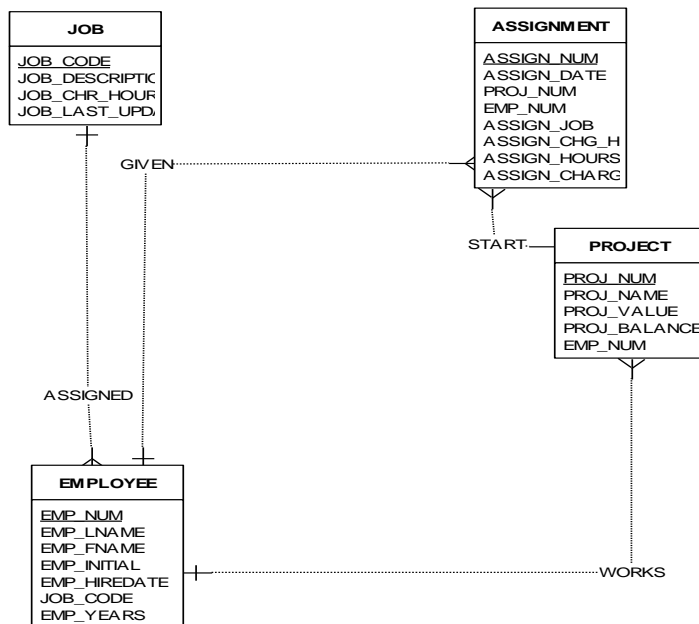 JOB
JOB_CODE
JOB_DESCRIPTIC
JOB_CHR_HOUR
JOB_LAST_UPD
ASSIGNMENT
ASSIGN_NUM
ASSIGN_DATE
PROJ_NUM
EMP_NUM
ASSIGN_JOB
ASSIGN_CHG_H
ASSIGN_HOURS
ASSIGN_CHARG
GIVEN
START
PROJECT
PROJ_NUM
PROJ_NAME
PROJ_VALUE
PROJ_BALANCE
EMP_NUM
ASSIGNED
EMPLOYEE
EMP_NUM
EMP_LNAME
EMP_FNAME
EMP_INITIAL
EMP_HIREDATE
JOB_CODE
EMP_YEARS
WORKS